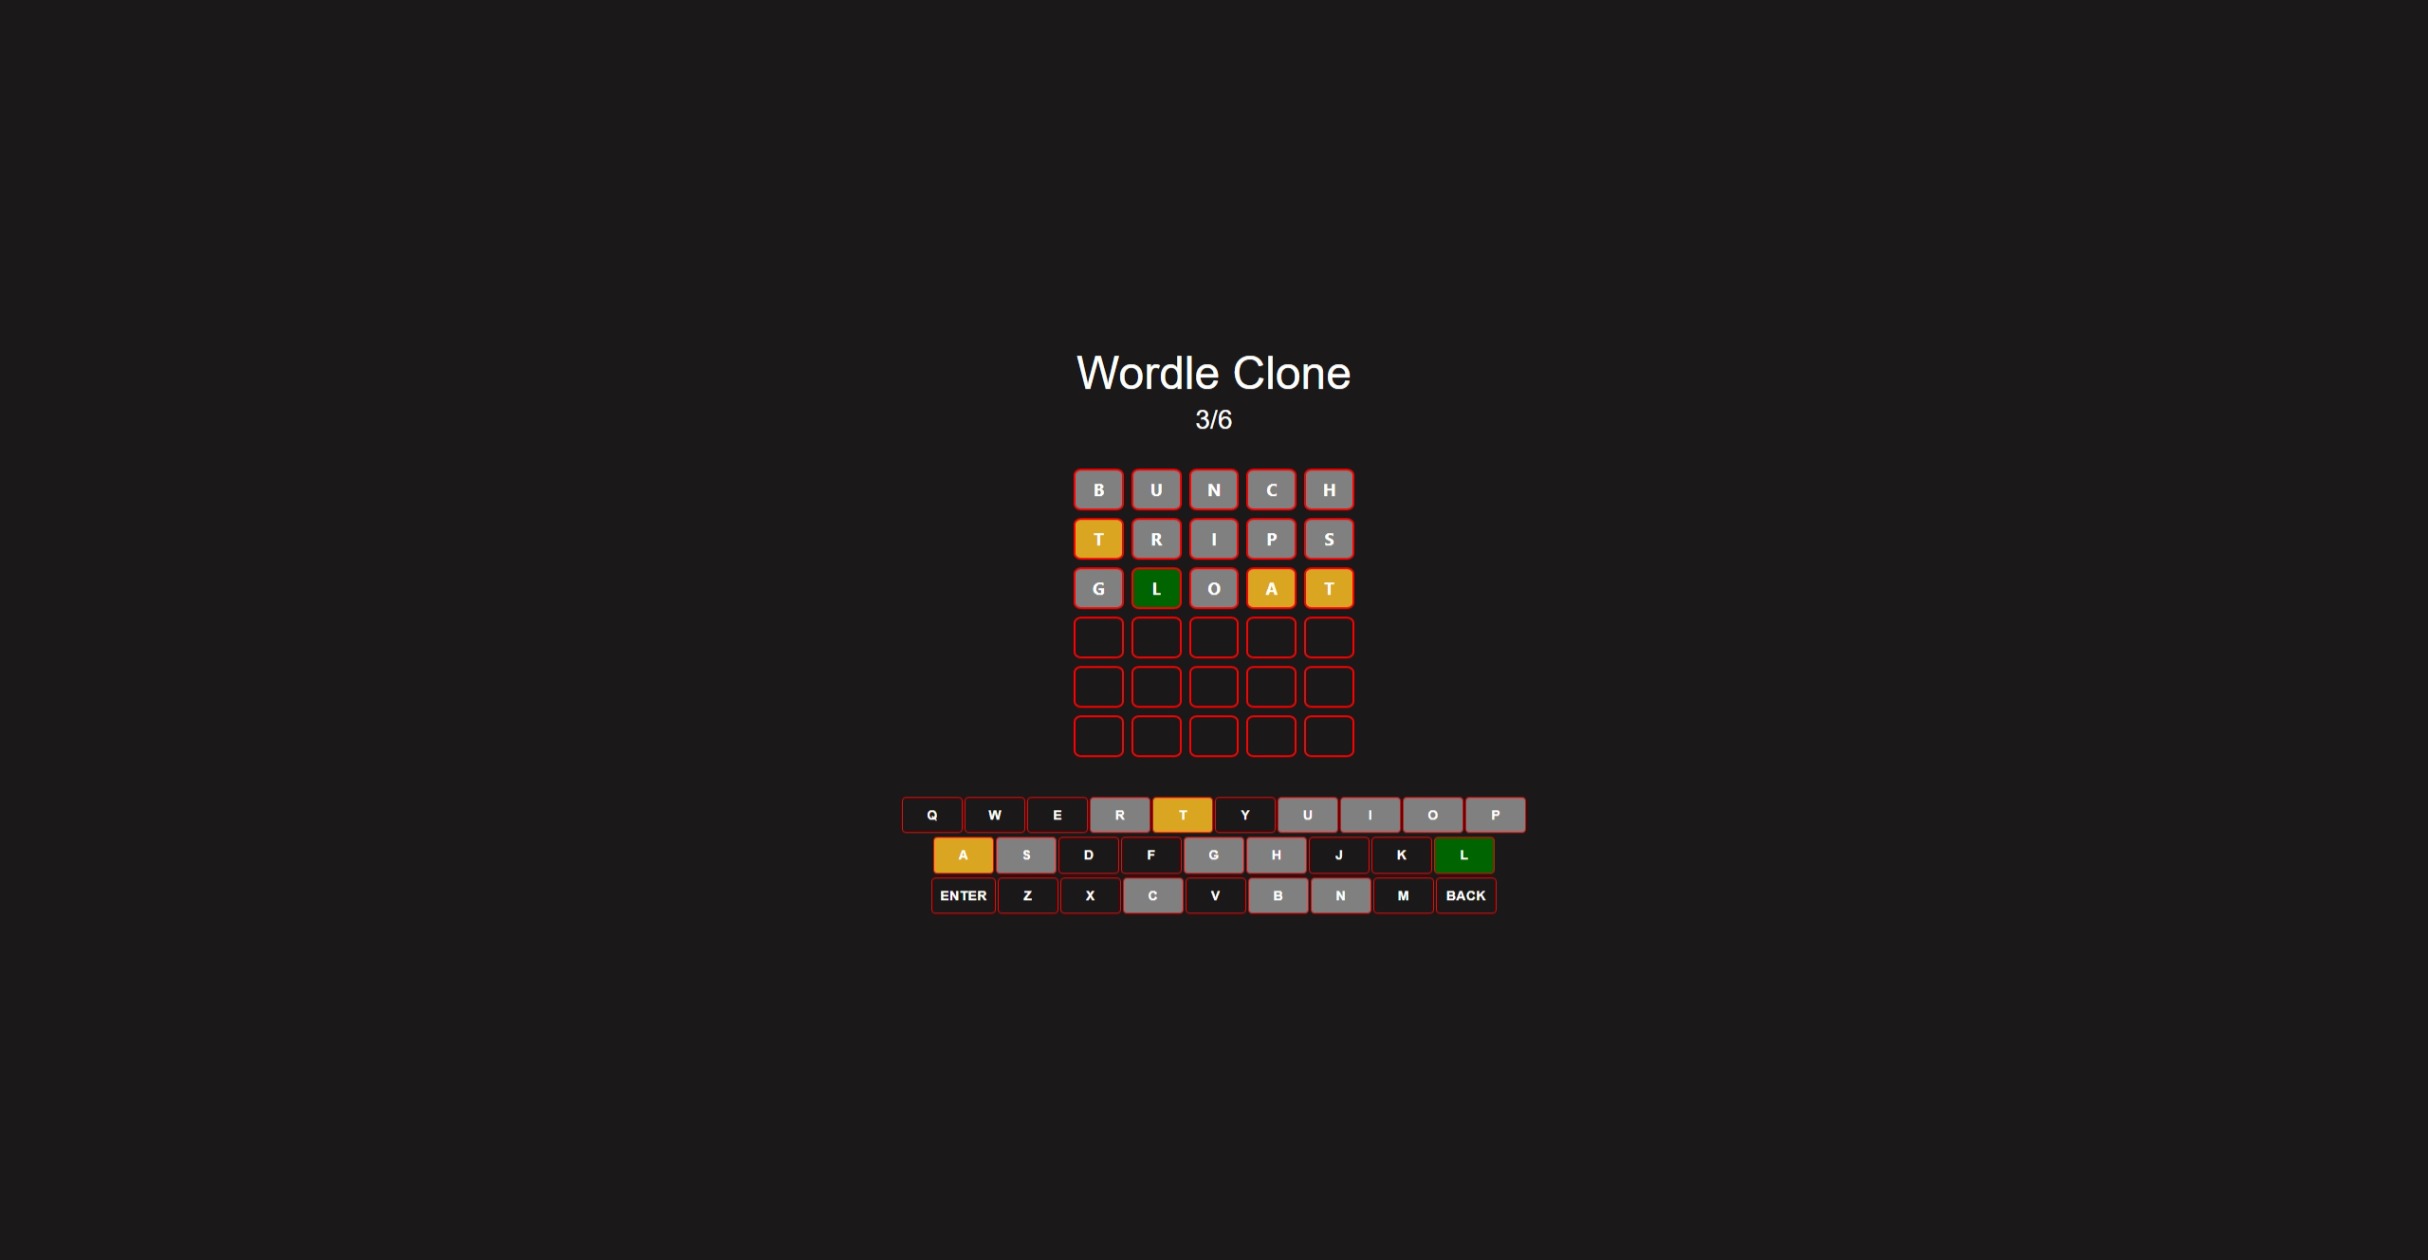 Wordle Clone
3/6
B U N C H
T R I P S
G L O A T
Q W E R T Y U I O P
A S D F G H J K L
ENTER Z X C V B N M BACK